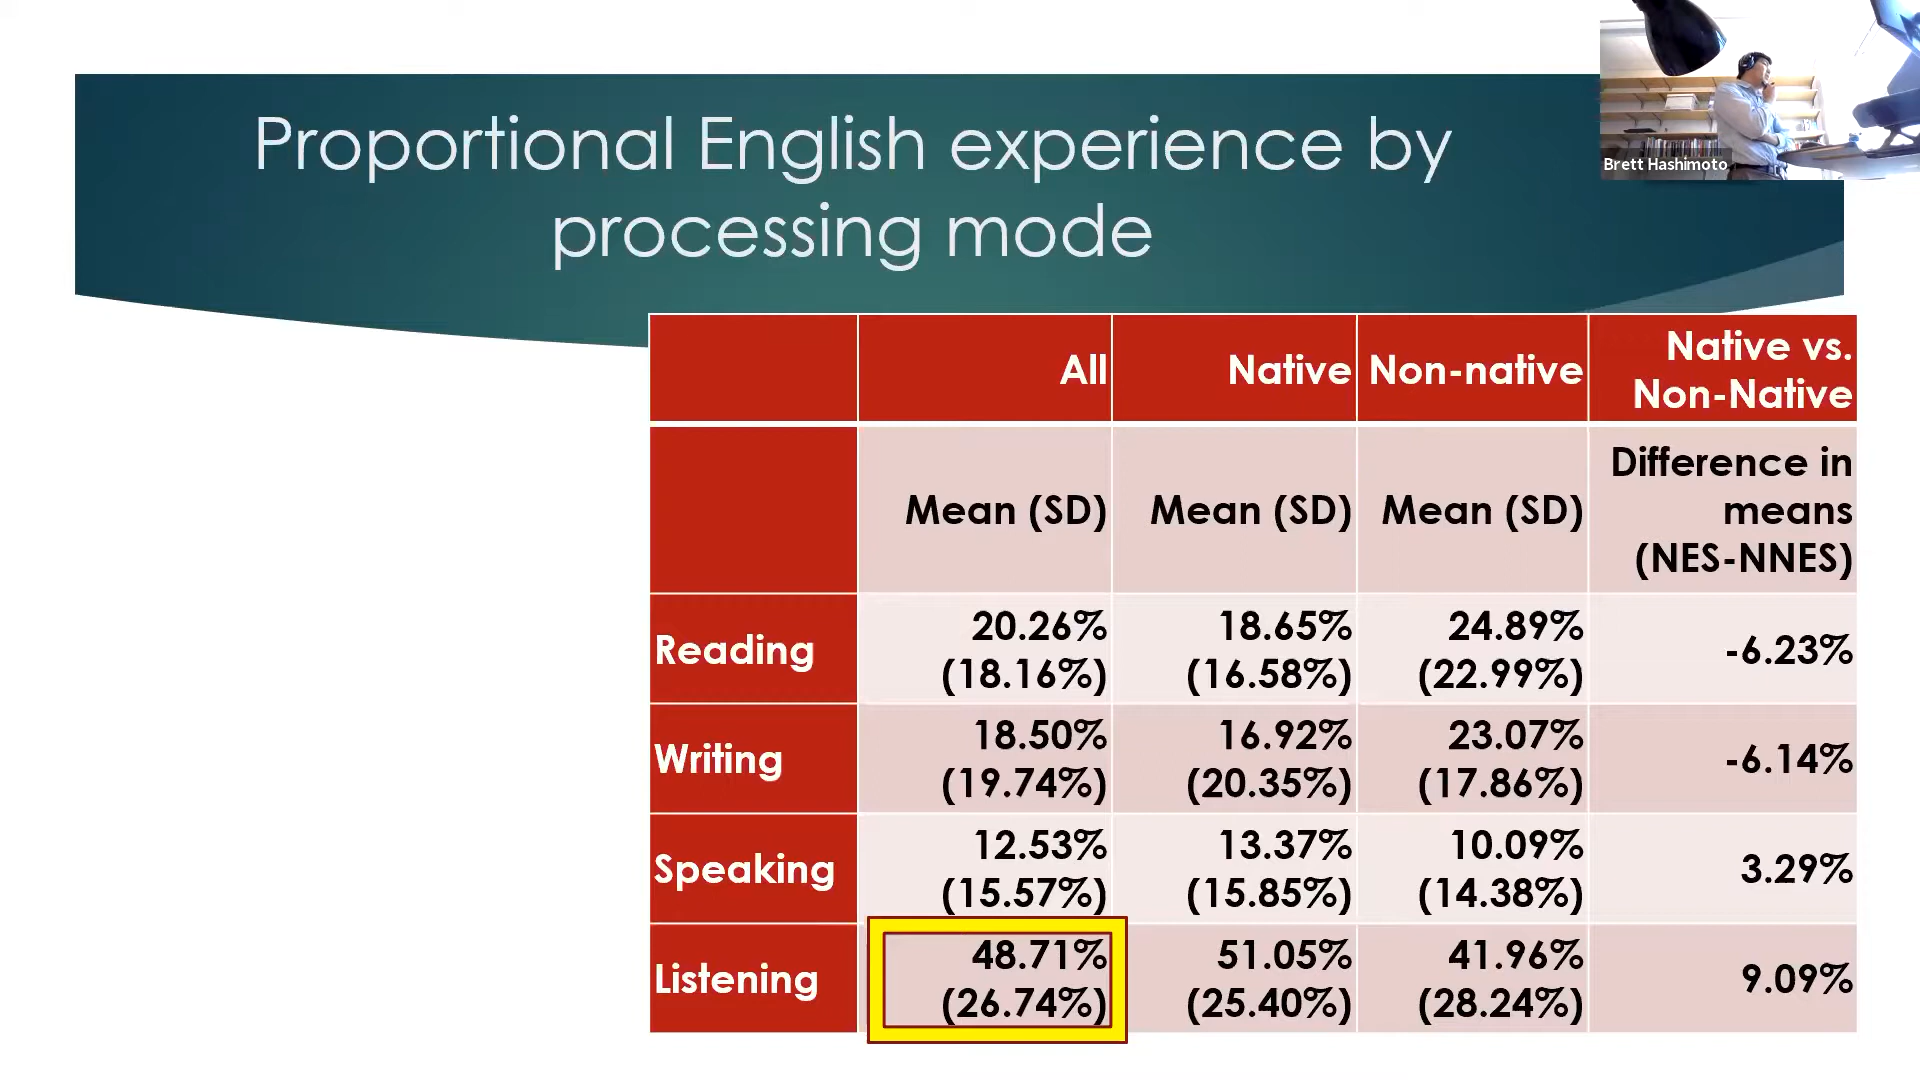 Proportional English experience by
processing mode
Brett Hashimoto
All
Native
Non-native
Native vs.
Non-Native
Mean (SD)
Mean (SD)
Mean (SD)
Difference in
means
(NES-NNES)
Reading
20.26%
(18.16%)
18.65%
(16.58%)
24.89%
(22.99%)
-6.23%
Writing
18.50%
(19.74%)
16.92%
(20.35%)
23.07%
(17.86%)
-6.14%
Speaking
12.53%
(15.57%)
13.37%
(15.85%)
10.09%
(14.38%)
3.29%
Listening
48.71%
(26.74%)
51.05%
(25.40%)
41.96%
(28.24%)
9.09%